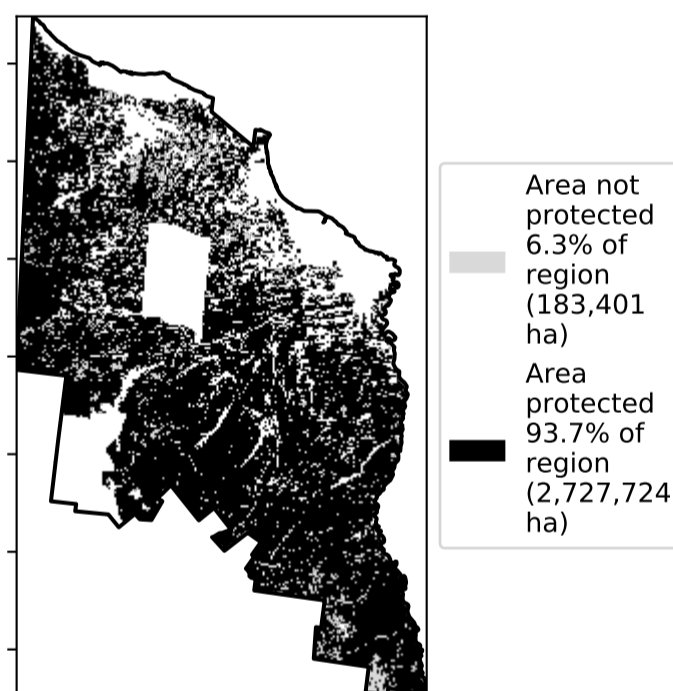 Area not
protected
6.3% of
region
(183,401
ha)
Area
protected
93.7% of
region
(2,727,724
ha)